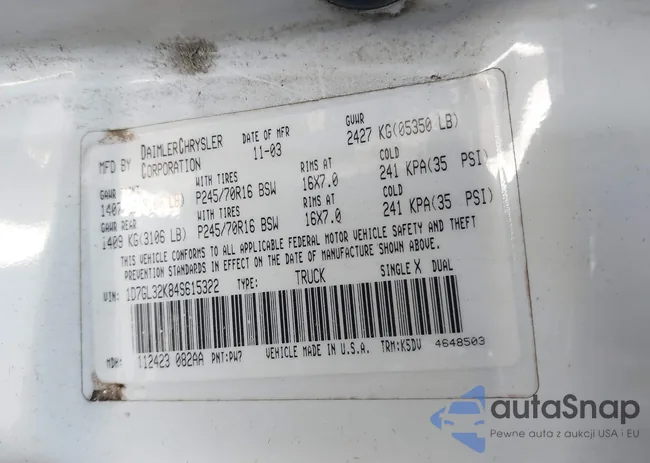 MFD BY DAIMLERCHRYSLER CORPORATION DATE OF MFR 11-03 GVWR 2427 KG(05350 LB)
GAWR WITH TIRES RIMS AT COLD
LB) P245/70R16 BSW 16X7.0 241 KPA(35 PSI)
GAWR REAR WITH TIRES RIMS AT COLD
1409 KG(3106 LB) P245/70R16 BSW 16X7.0 241 KPA(35 PSI)
THIS VEHICLE CONFORMS TO ALL APPLICABLE FEDERAL MOTOR VEHICLE SAFETY AND THEFT
PREVENTION STANDARDS IN EFFECT ON THE DATE OF MANUFACTURE SHOWN ABOVE.
VIN: 1D7GL32K84S615322 TYPE: TRUCK SINGLE X DUAL
MDH: 112423 082AA PNT: PW7 VEHICLE MADE IN U.S.A. TRM: K5DV 4648503
autaSnap
Pewne auta z aukcji USA i EU